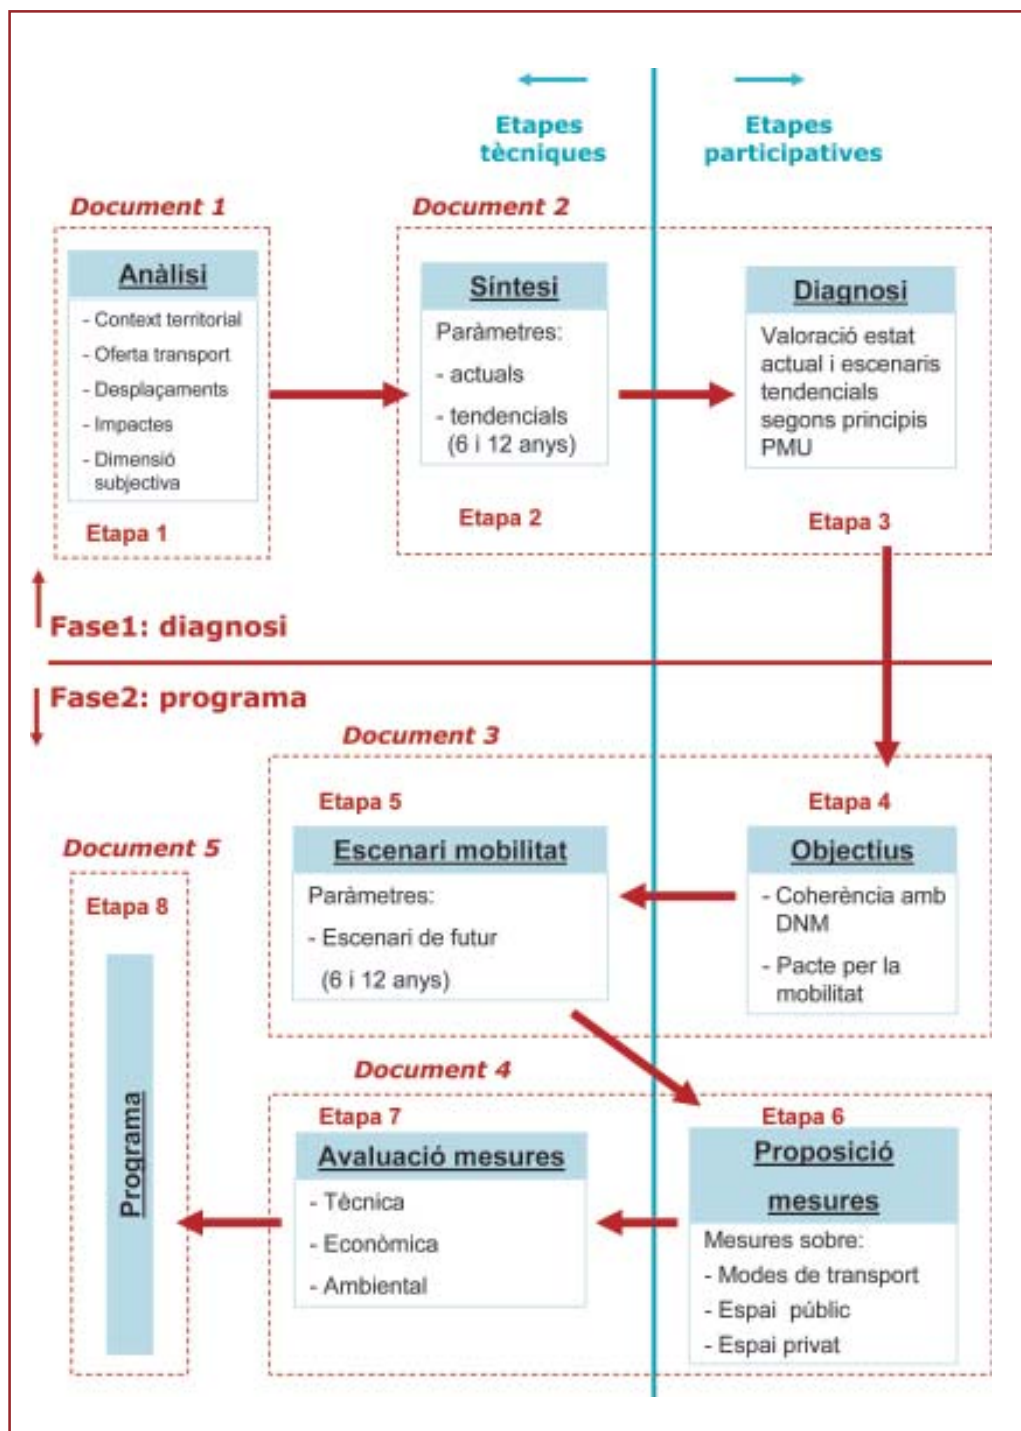 Etapes
tècniques
Etapes
participatives
Document 1
Anàlisi
- Context territorial
- Oferta transport
- Desplaçaments
- Impactes
- Dimensió
subjectiva
Etapa 1
Document 2
Síntesi
Paràmetres:
- actuals
- tendencials
(6 i 12 anys)
Etapa 2
Diagnosi
Valoració estat
actual i escenaris
tendencials
segons principis
PMU
Etapa 3
Fase1: diagnosi
Fase2: programa
Document 3
Etapa 4
Objectius
- Coherència amb
DNM
- Pacte per la
mobilitat
Etapa 5
Escenari mobilitat
Paràmetres:
- Escenari de futur
(6 i 12 anys)
Document 4
Etapa 6
Proposició
mesures
Mesures sobre:
- Modes de transport
- Espai públic
- Espai privat
Etapa 7
Avaluació mesures
- Tècnica
- Econòmica
- Ambiental
Document 5
Etapa 8
Programa